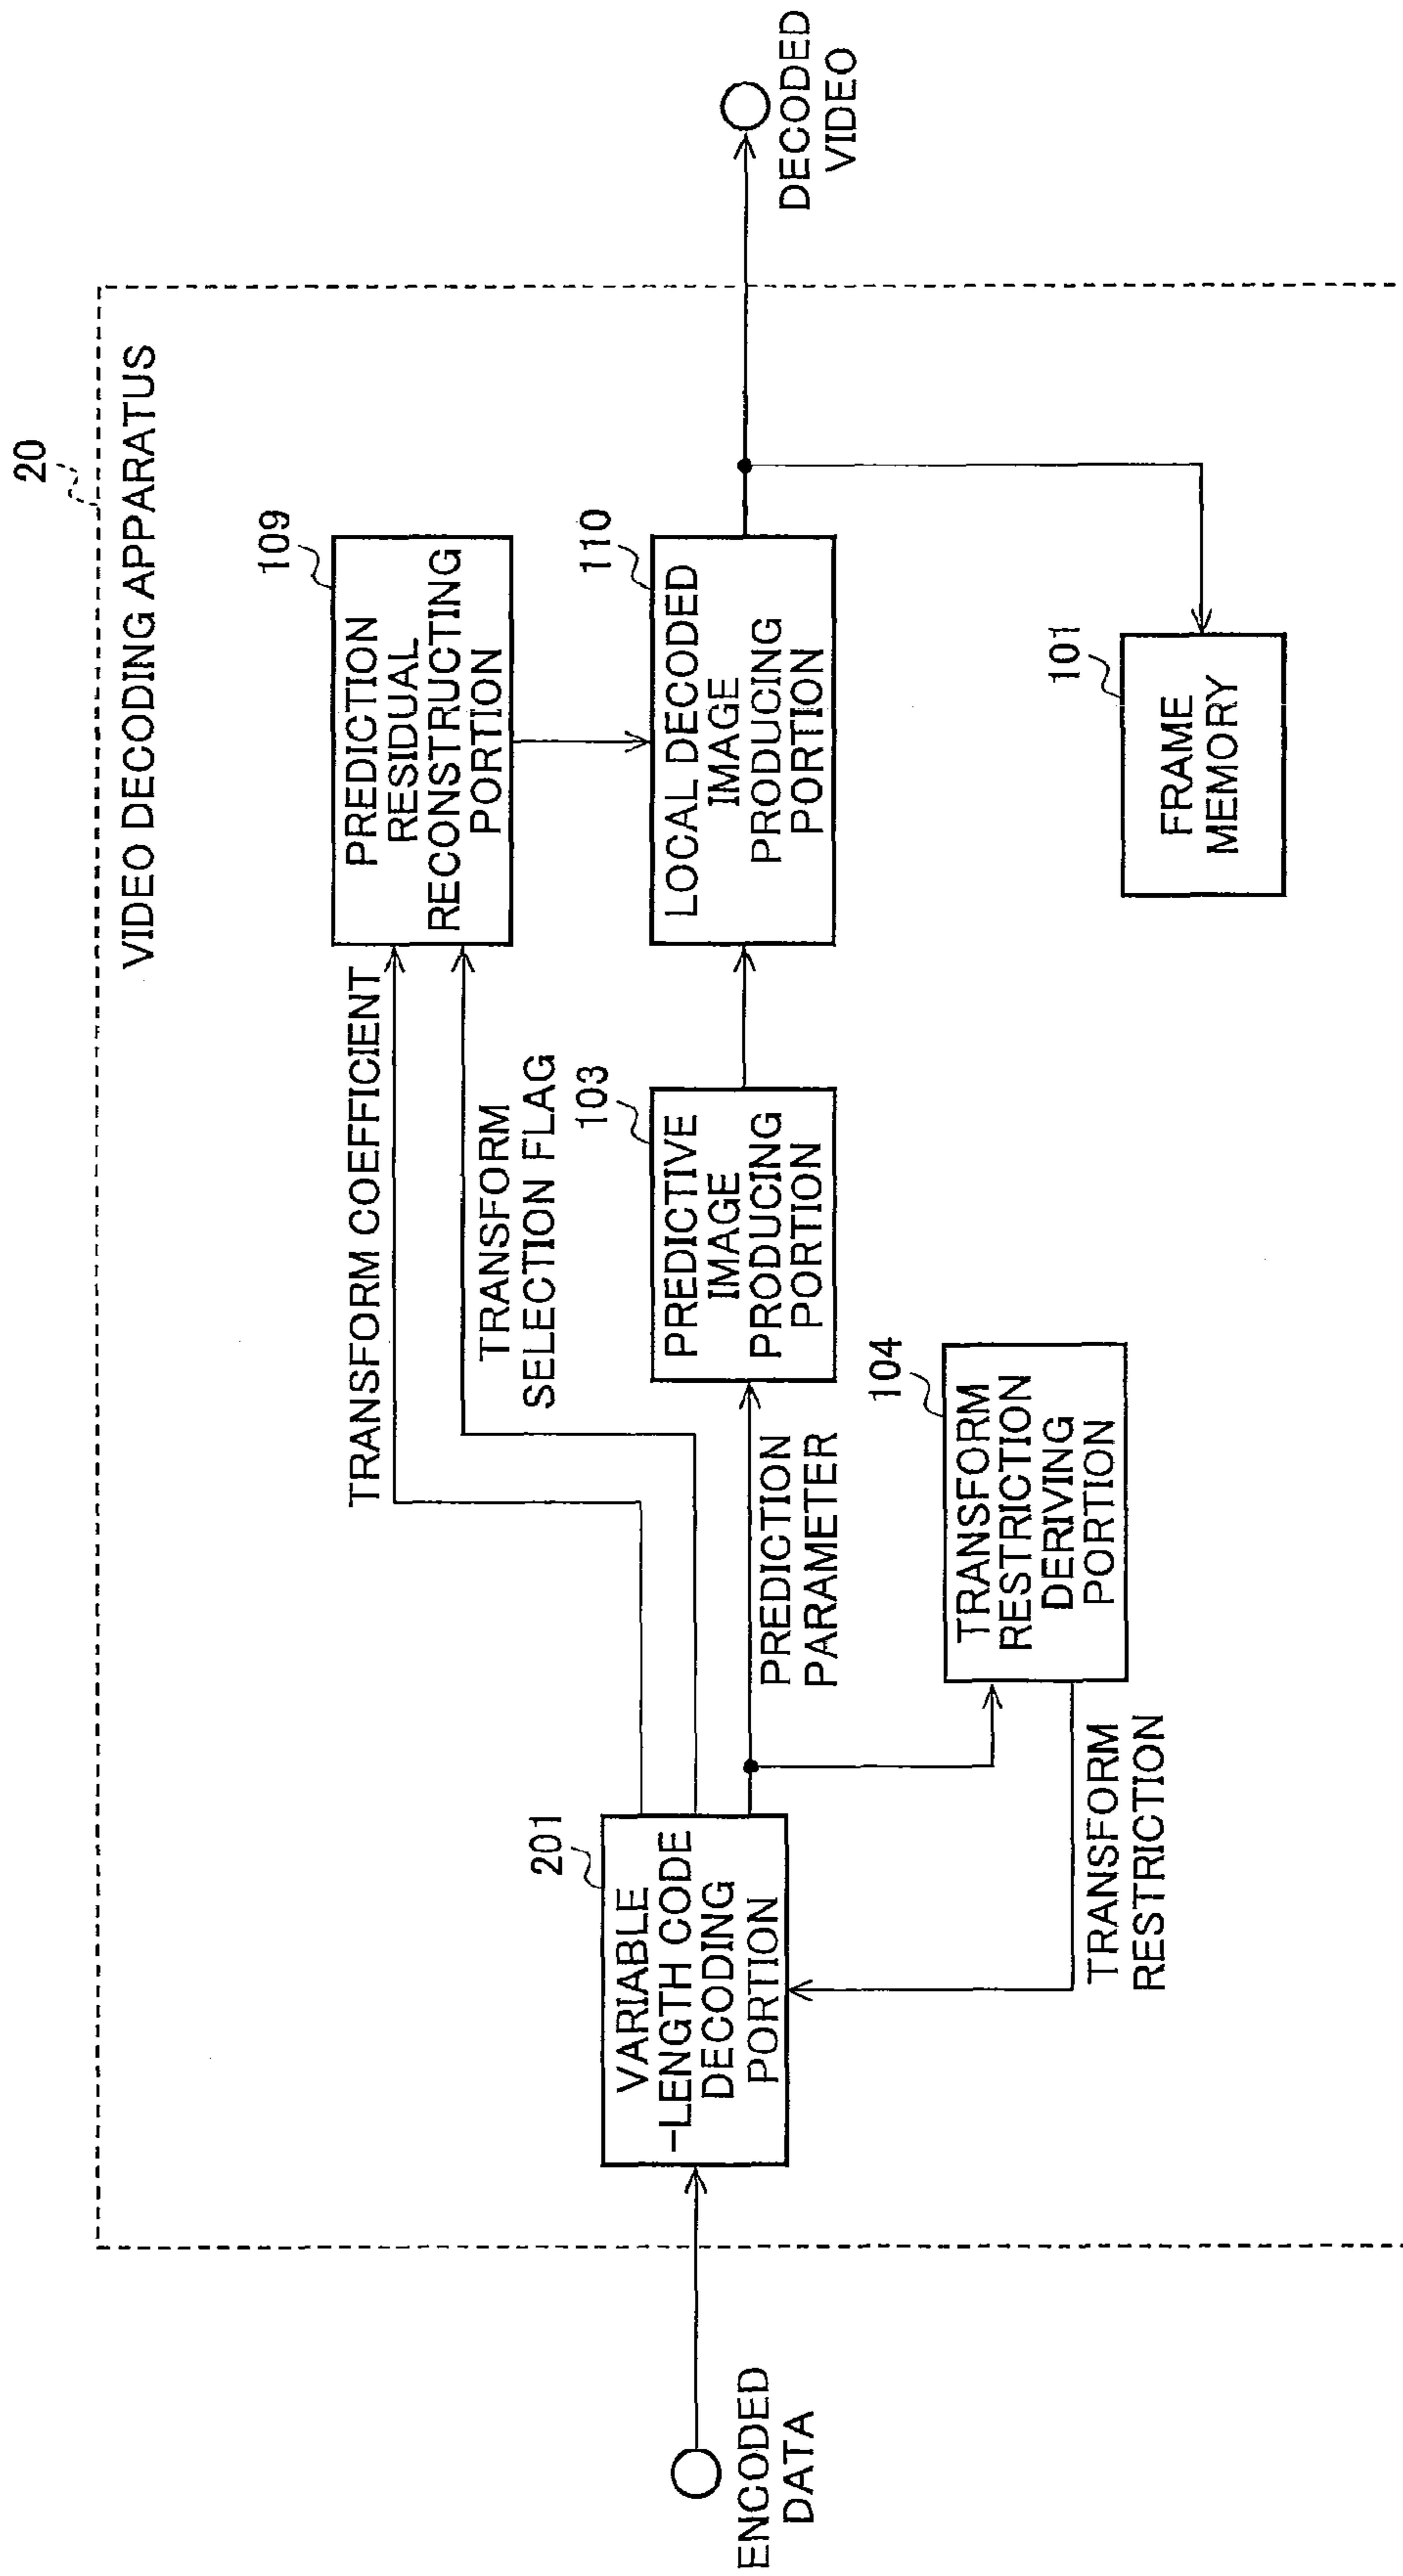 20
VIDEO DECODING APPARATUS
109
PREDICTION
RESIDUAL
RECONSTRUCTING
PORTION
TRANSFORM COEFFICIENT
TRANSFORM
SELECTION FLAG
201
VARIABLE
-LENGTH CODE
DECODING
PORTION
103
PREDICTIVE
IMAGE
PRODUCING
PORTION
110
LOCAL DECODED
IMAGE
PRODUCING
PORTION
ENCODED
DATA
PREDICTION
PARAMETER
DECODED
VIDEO
104
TRANSFORM
RESTRICTION
DERIVING
PORTION
101
FRAME
MEMORY
TRANSFORM
RESTRICTION